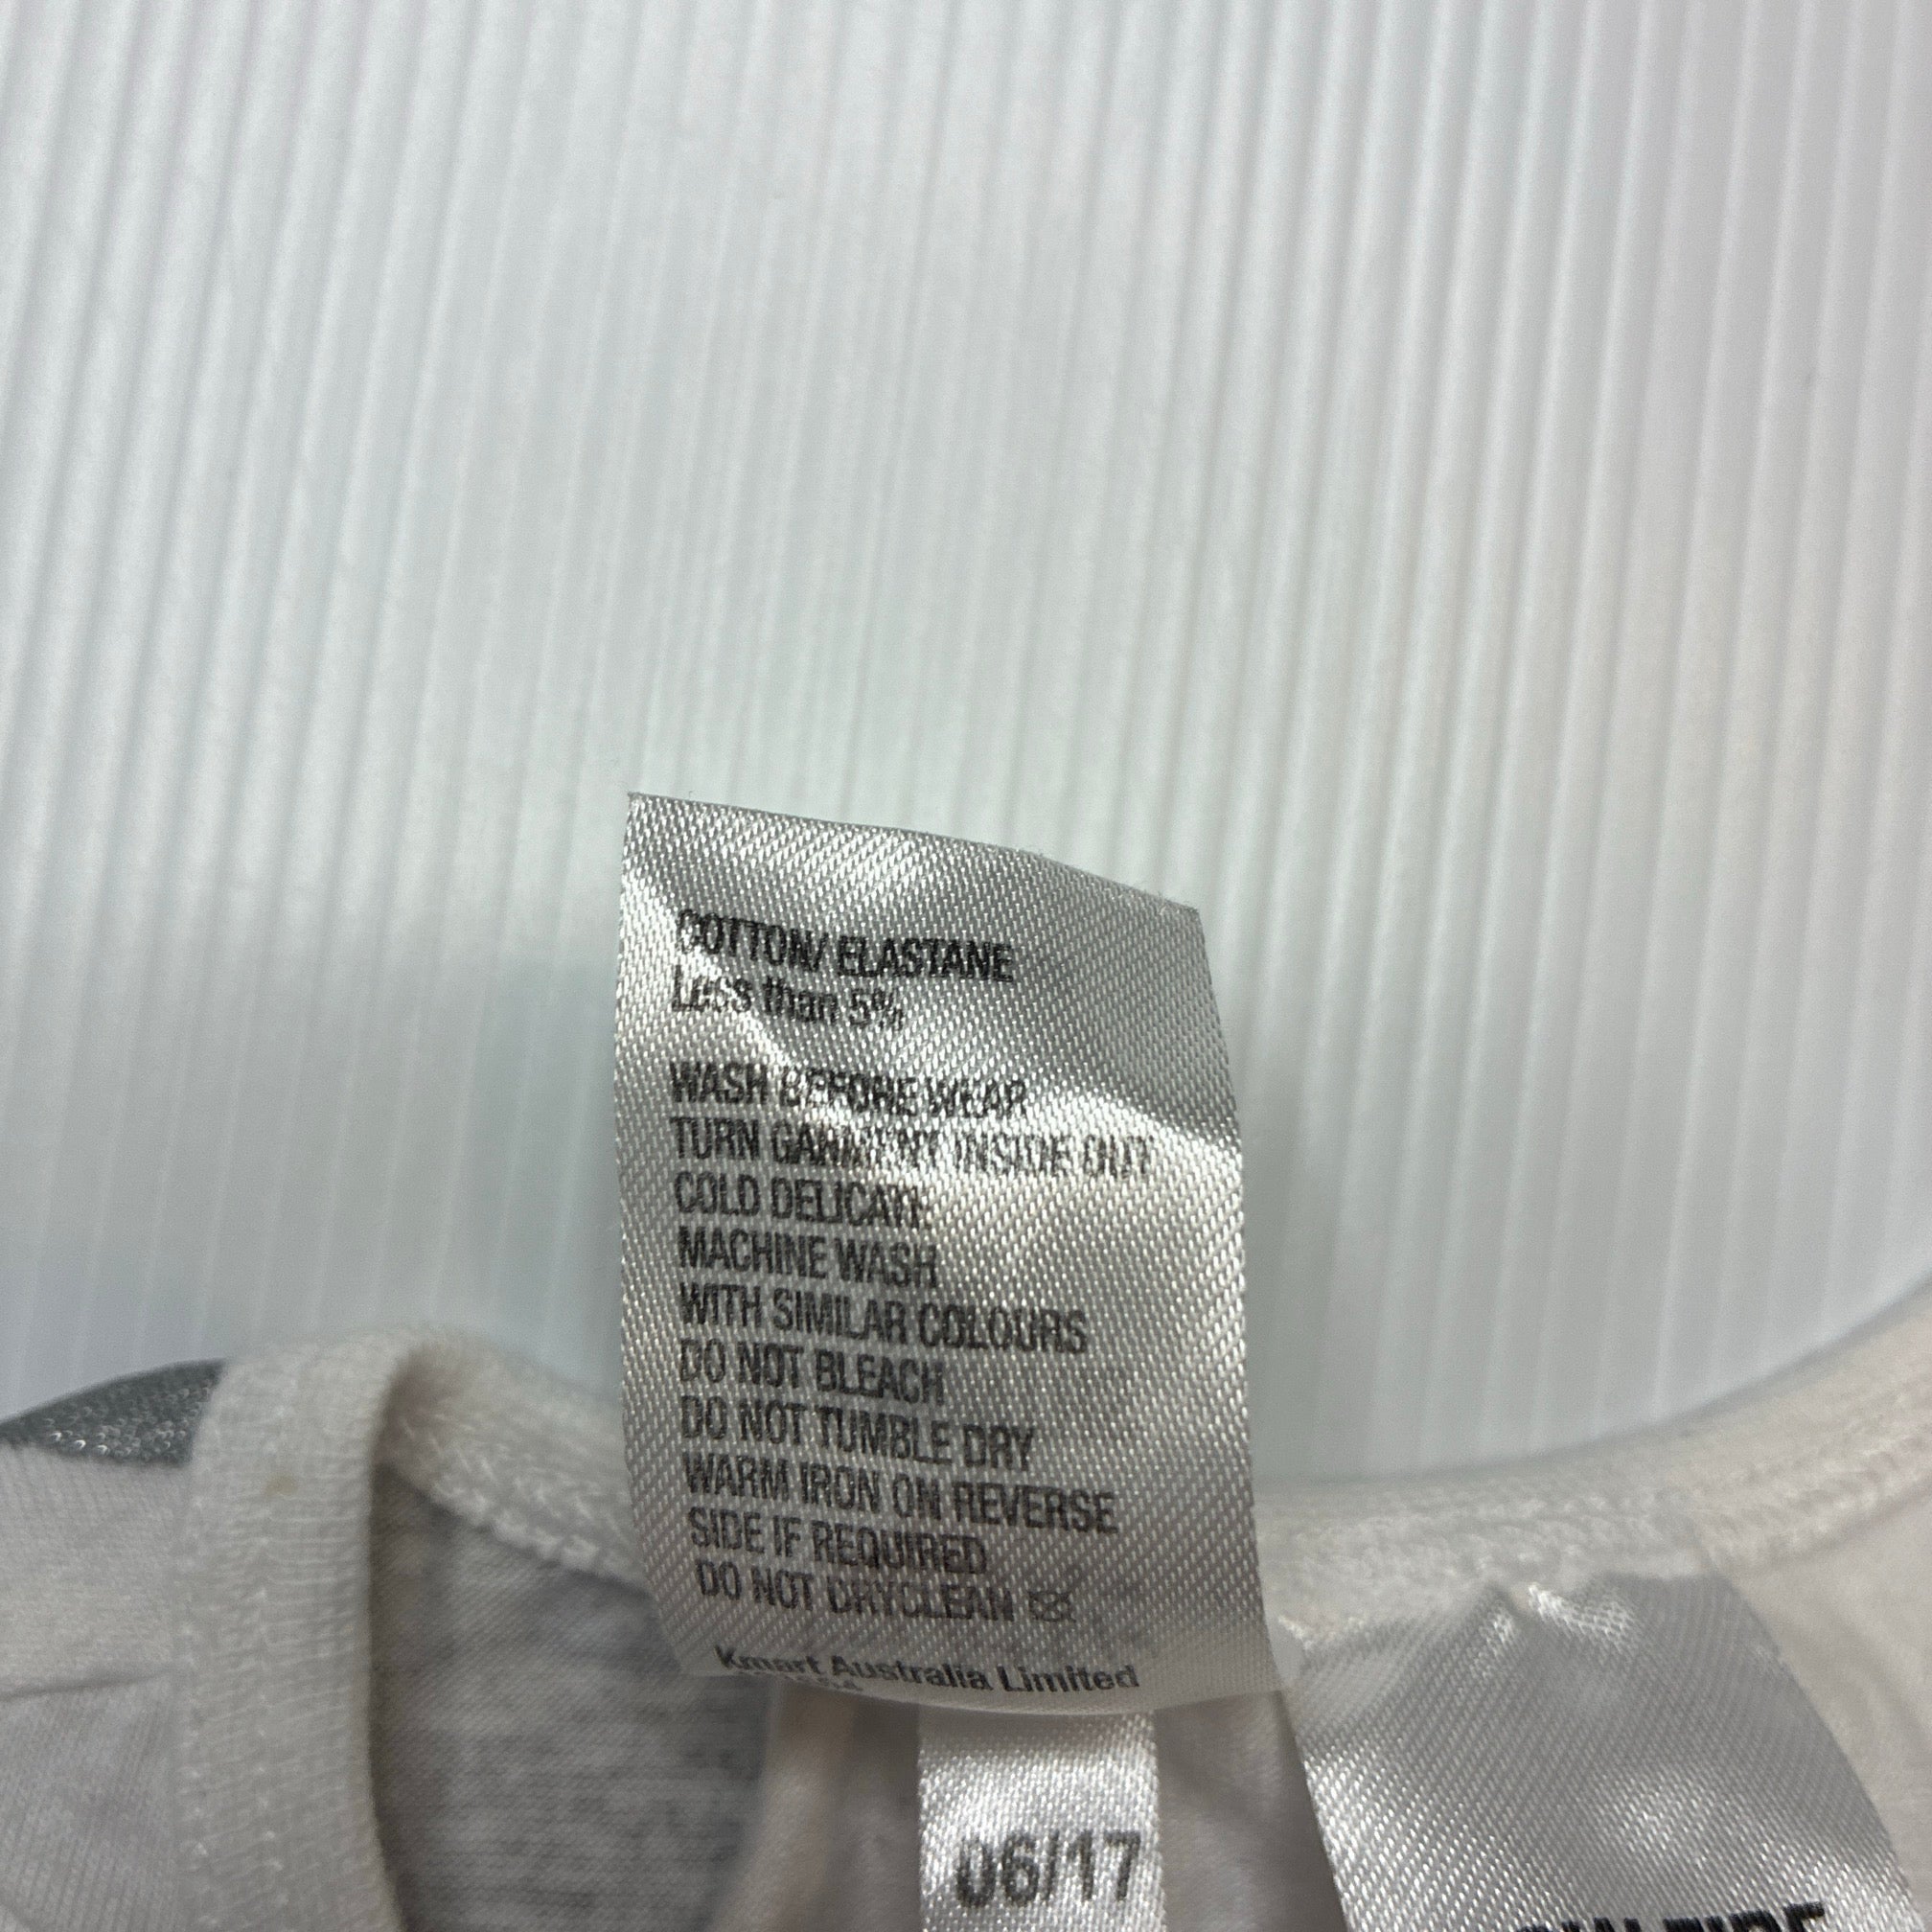 COTTON/ ELASTANE
Less than 5%
WASH BEFORE WEAR
TURN GARMENT INSIDE OUT
COLD DELICATE
MACHINE WASH
WITH SIMILAR COLOURS
DO NOT BLEACH
DO NOT TUMBLE DRY
WARM IRON ON REVERSE
SIDE IF REQUIRED
DO NOT DRYCLEAN
Kmart Australia Limited
06/17